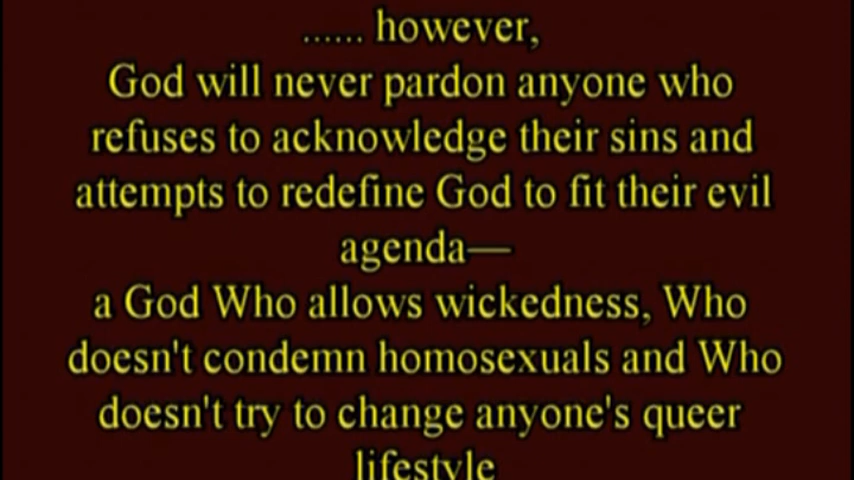 ...... however,
God will never pardon anyone who
refuses to acknowledge their sins and
attempts to redefine God to fit their evil
agenda—
a God Who allows wickedness, Who
doesn't condemn homosexuals and Who
doesn't try to change anyone's queer
lifestyle